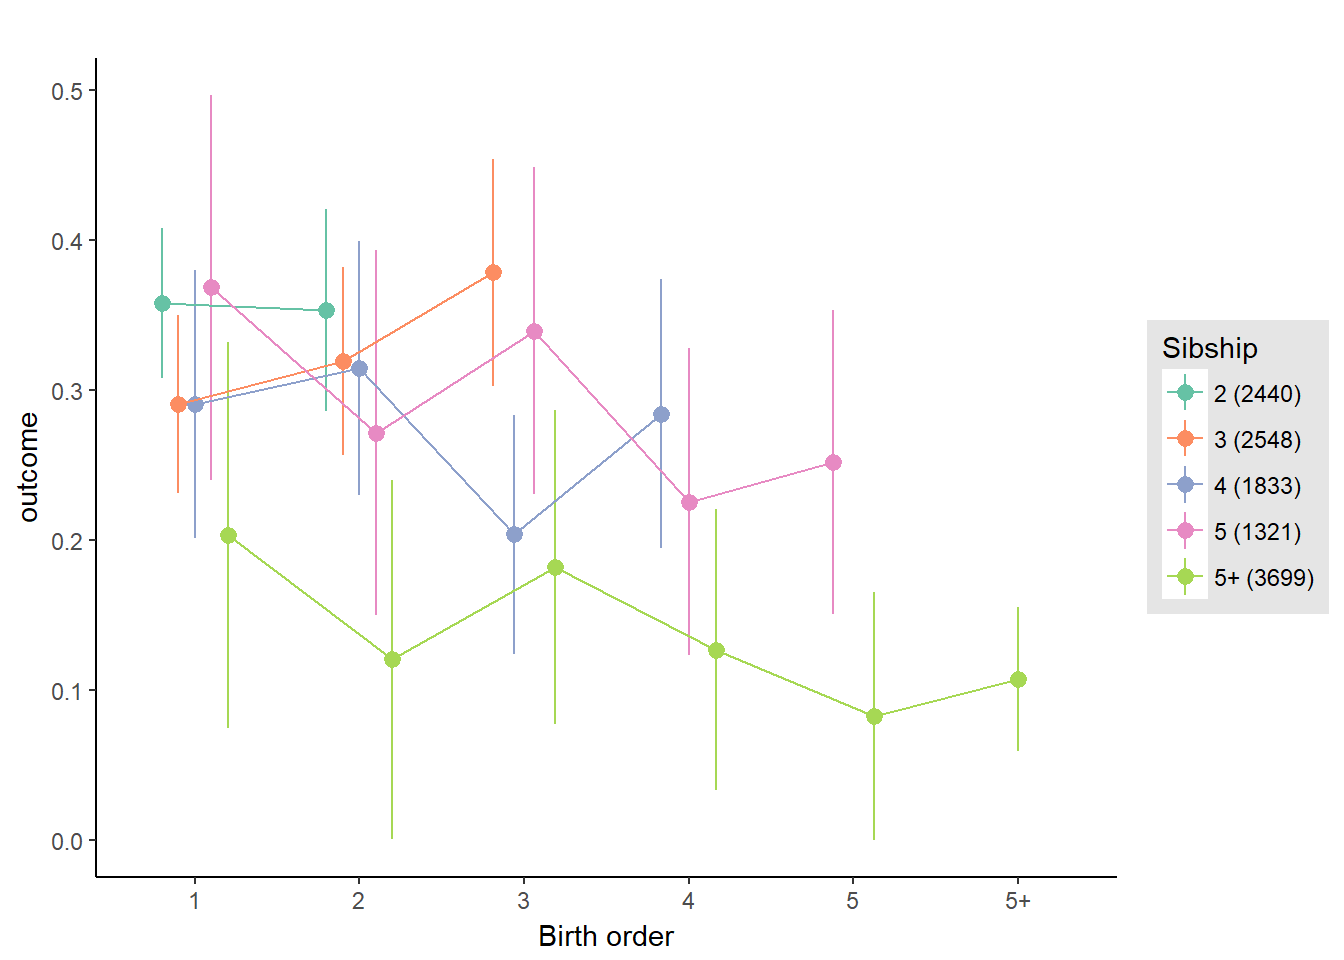 0.5
0.4
0.3
0.2
0.1
0.0
outcome
1 2 3 4 5 5+
Birth order
Sibship
2 (2440)
3 (2548)
4 (1833)
5 (1321)
5+ (3699)